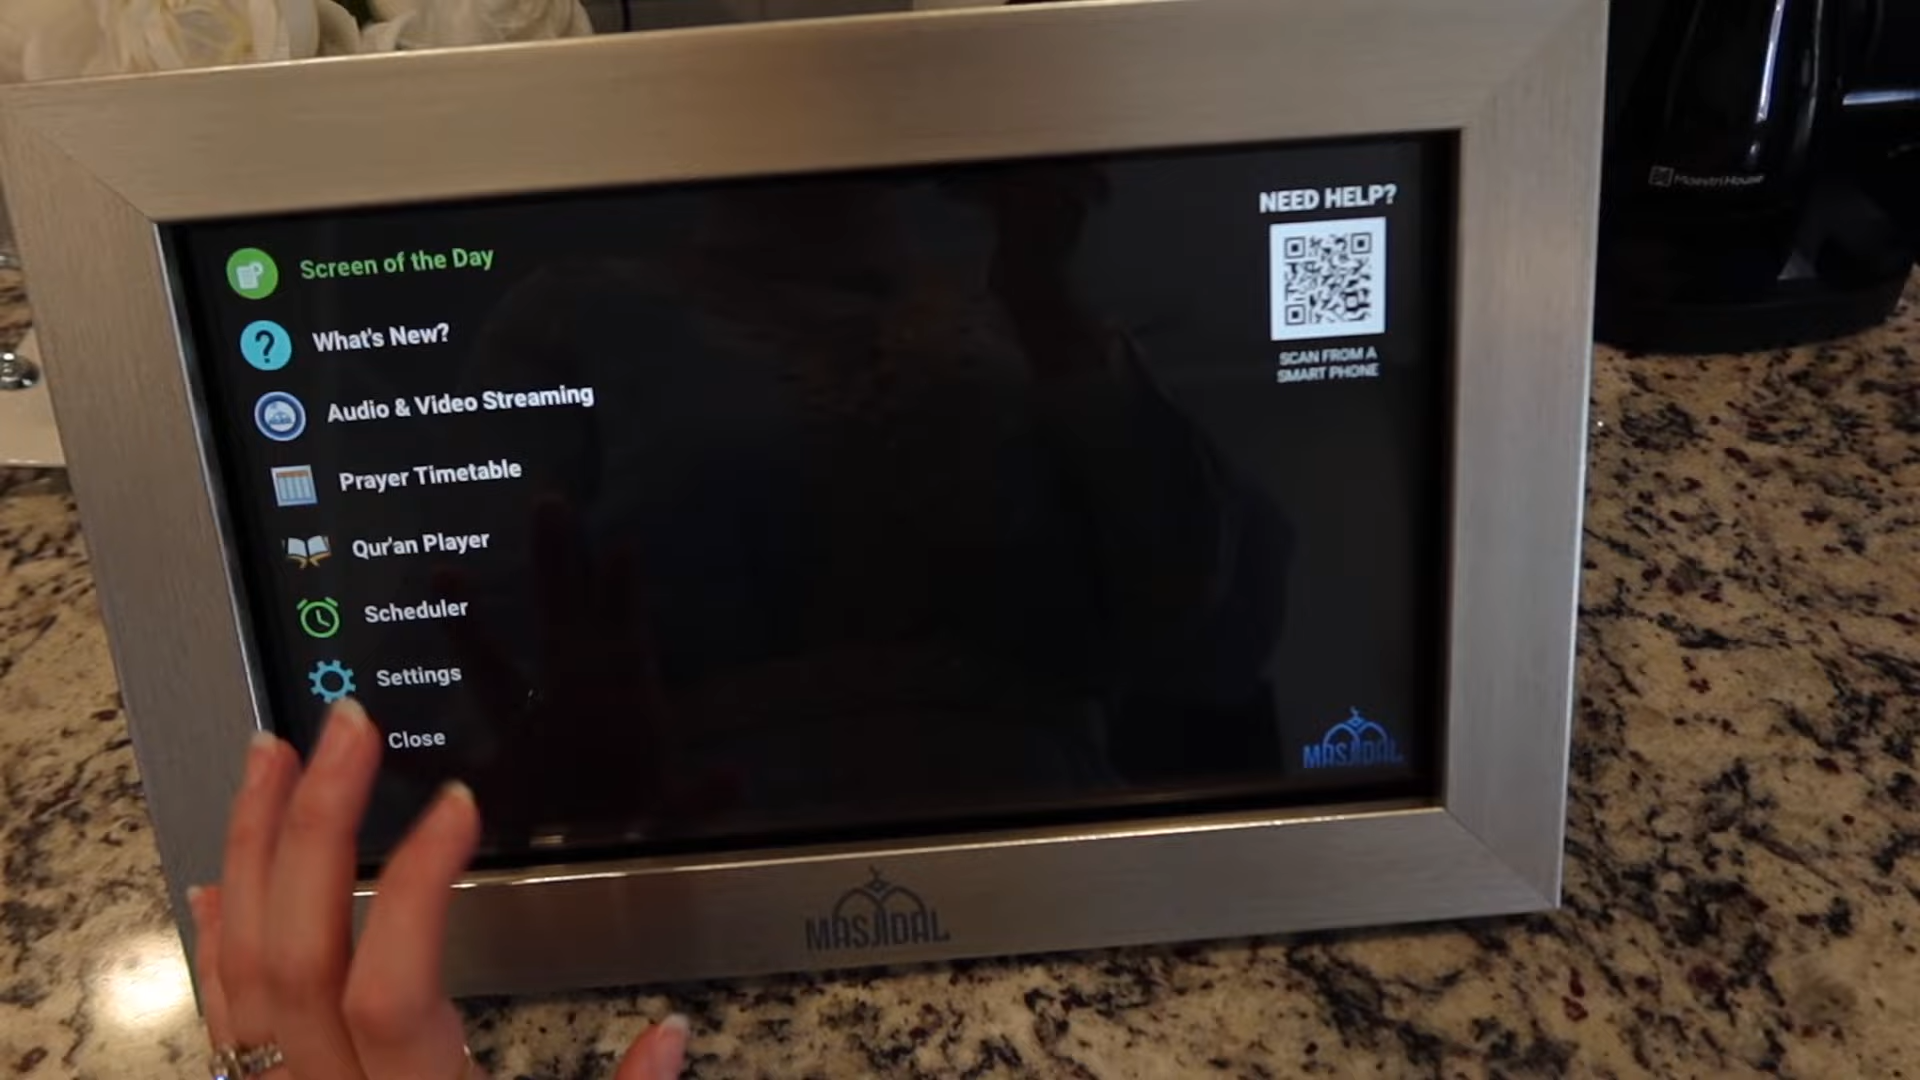 NEED HELP?
Screen of the Day
What's New?
Audio & Video Streaming
Prayer Timetable
Qur'an Player
Scheduler
Settings
Close
SCAN FROM A
SMART PHONE
MASJIDAL
MASJIDAL
MaestriHouse